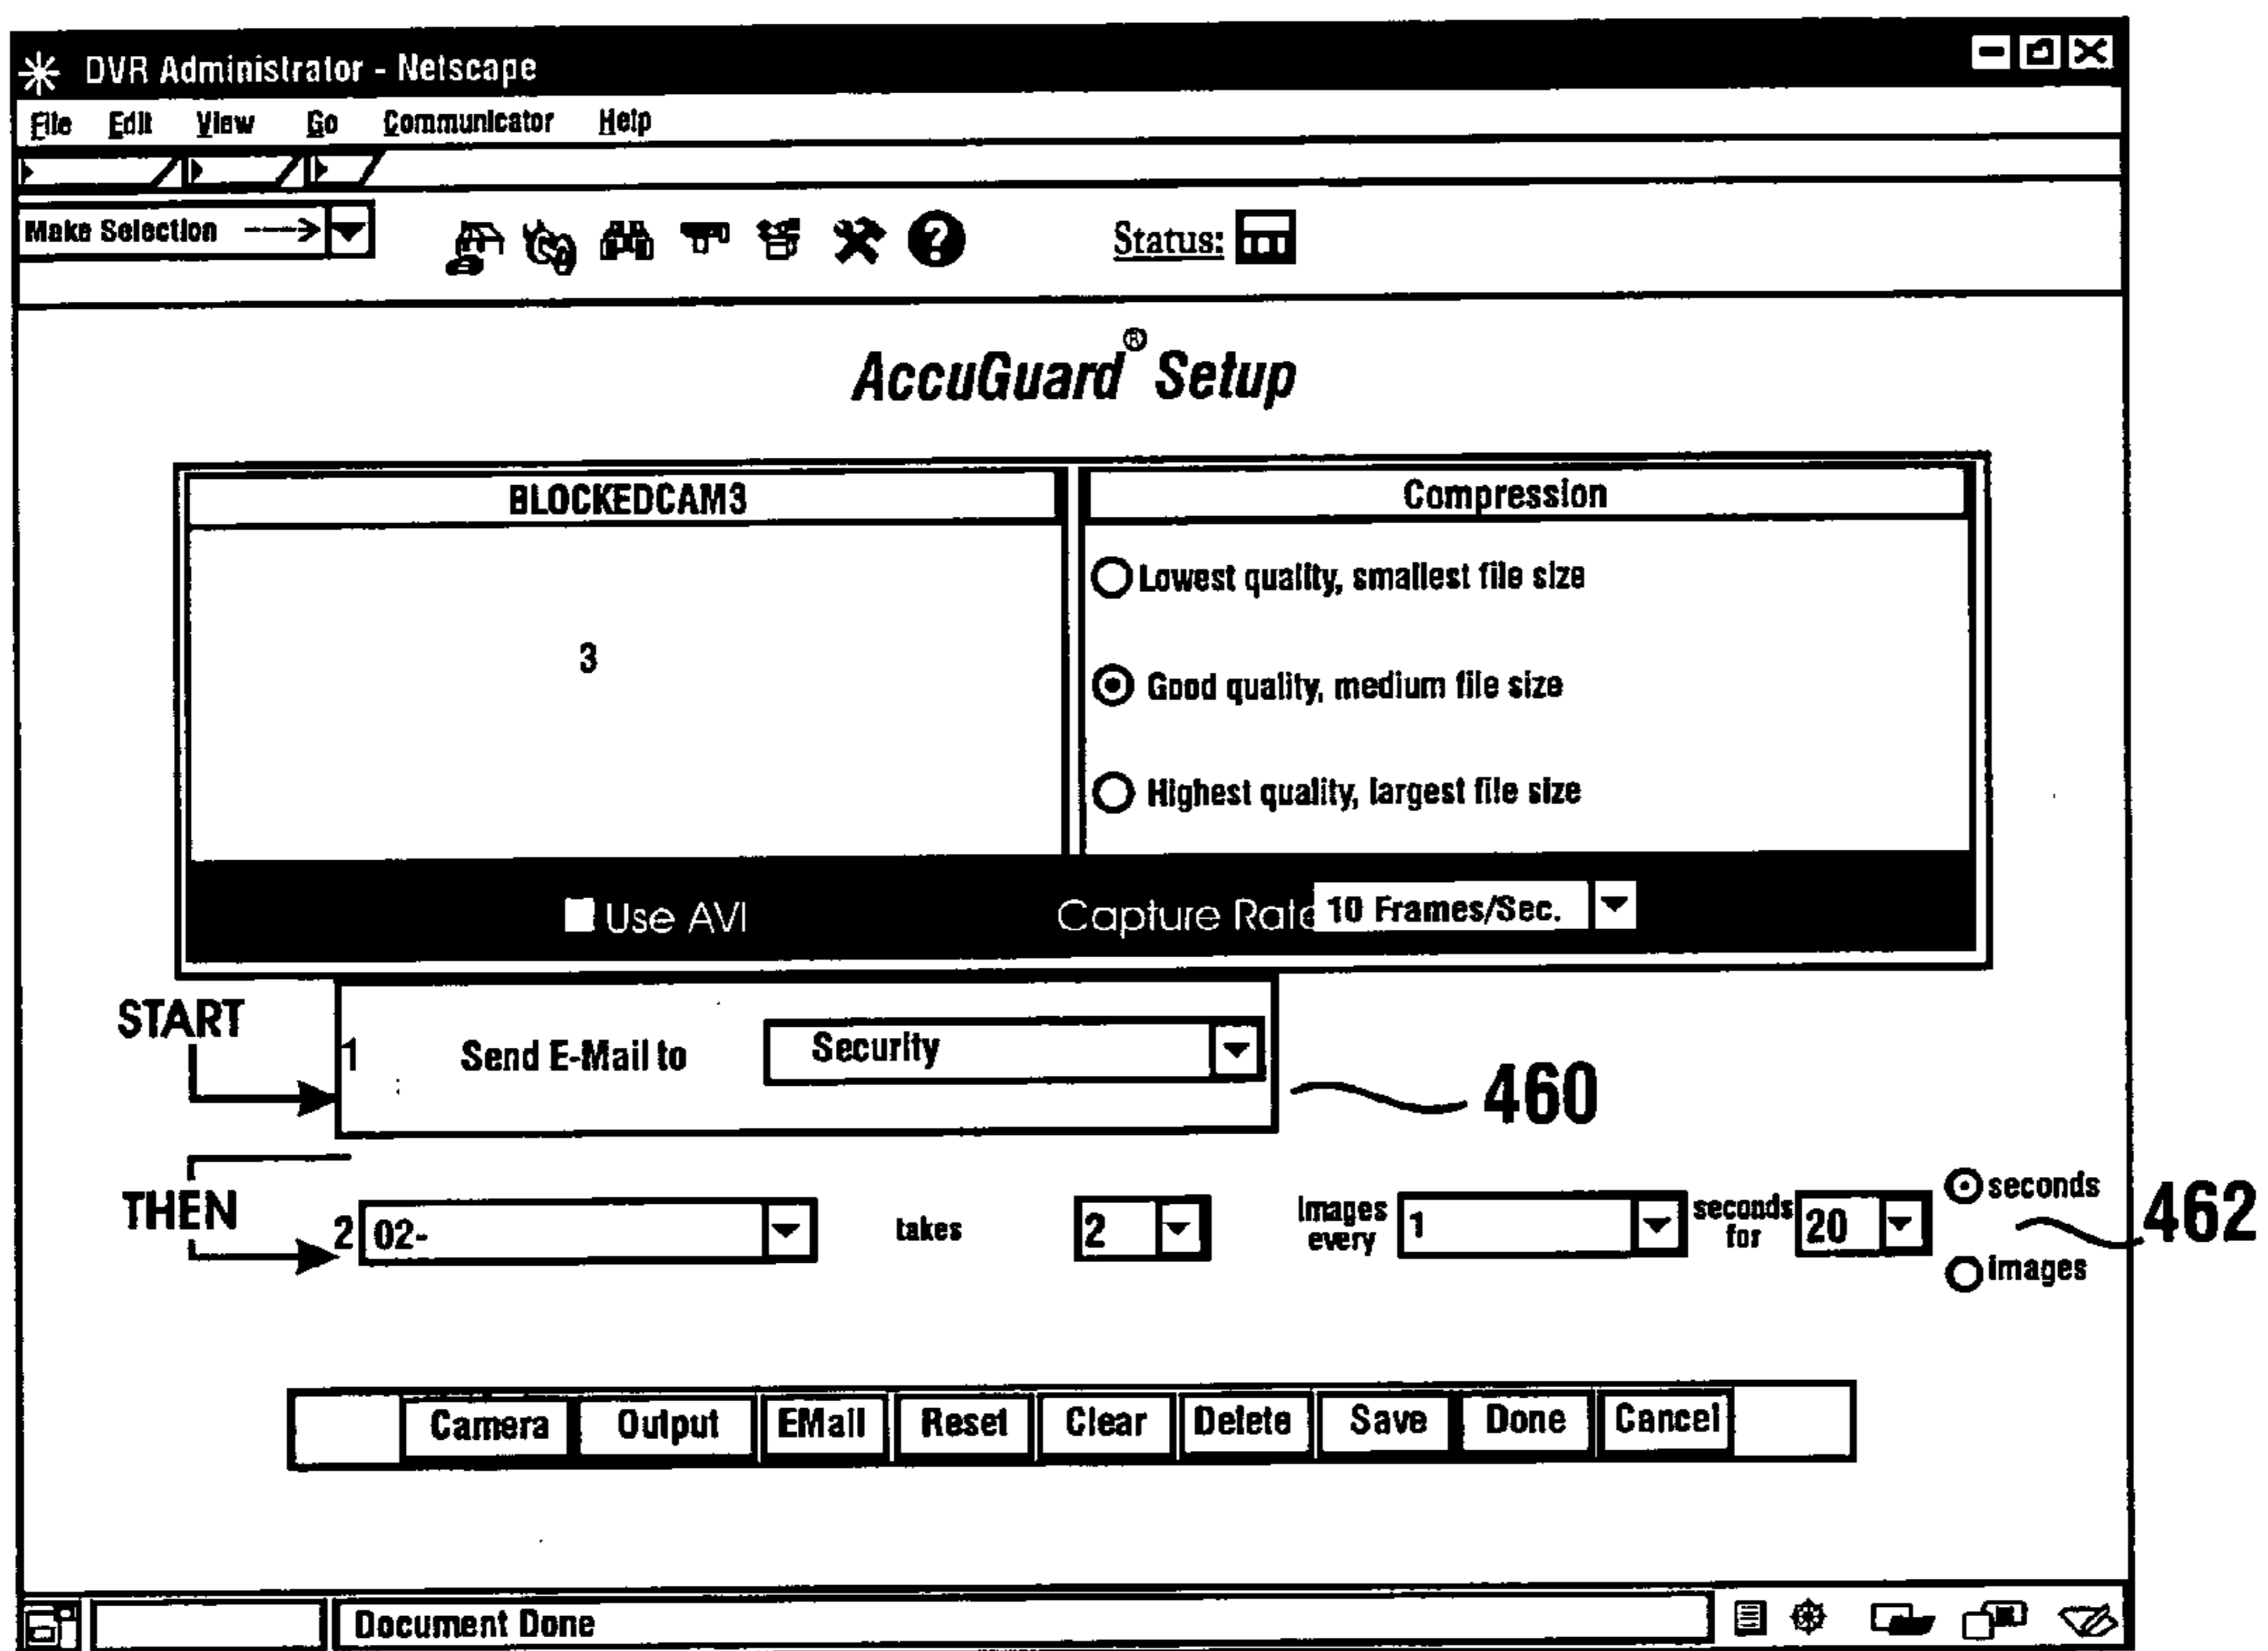 DVR Administrator - Netscape
File Edit View Go Communicator Help
Make Selection
Status:
AccuGuard® Setup
BLOCKEDCAM3 Compression
Lowest quality, smallest file size
3
Good quality, medium file size
Highest quality, largest file size
Use AVI Capture Rate 10 Frames/Sec.
START
1 Send E-Mail to Security
460
THEN
2 02- takes 2 Images every 1 seconds for 20 seconds
images
462
Camera Output EMail Reset Clear Delete Save Done Cancel
Document Done